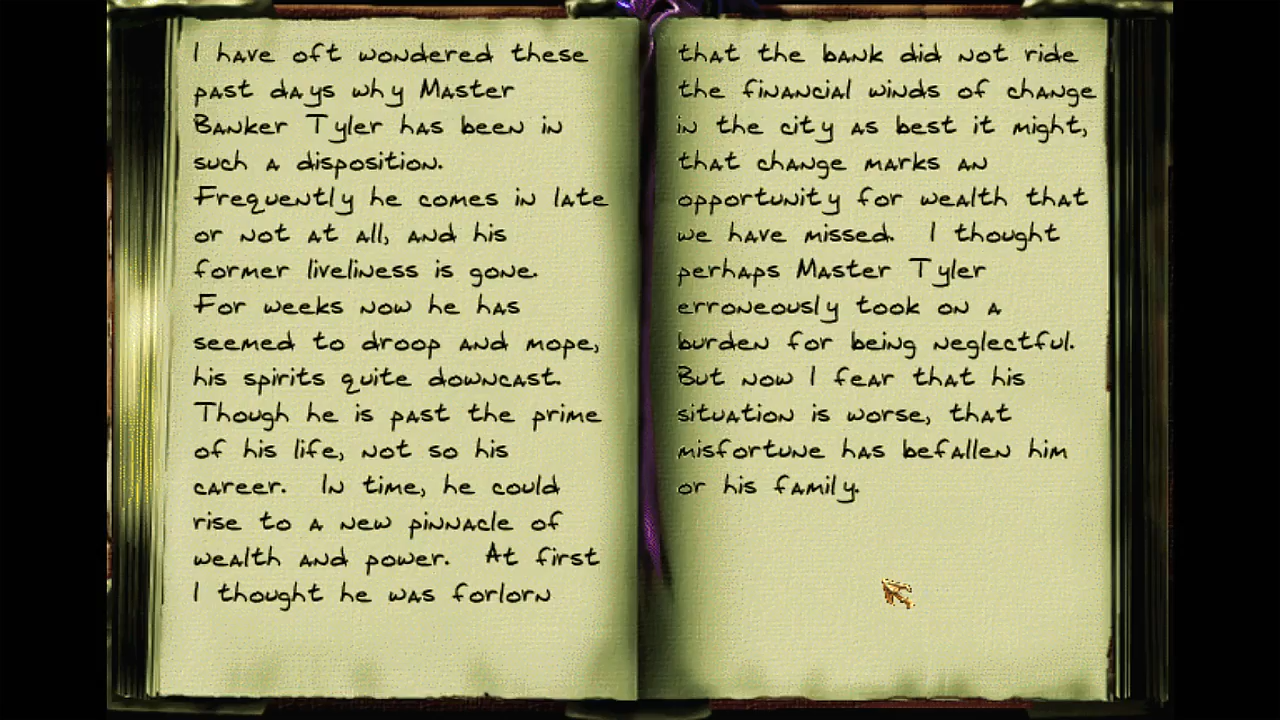 I have oft wondered these
past days why Master
Banker Tyler has been in
such a disposition.
Frequently he comes in late
or not at all, and his
former liveliness is gone.
For weeks now he has
seemed to droop and mope,
his spirits quite downcast.
Though he is past the prime
of his life, not so his
career. In time, he could
rise to a new pinnacle of
wealth and power. At first
I thought he was forlorn
that the bank did not ride
the financial winds of change
in the city as best it might,
that change marks an
opportunity for wealth that
we have missed. I thought
perhaps Master Tyler
erroneously took on a
burden for being neglectful.
But now I fear that his
situation is worse, that
misfortune has befallen him
or his family.